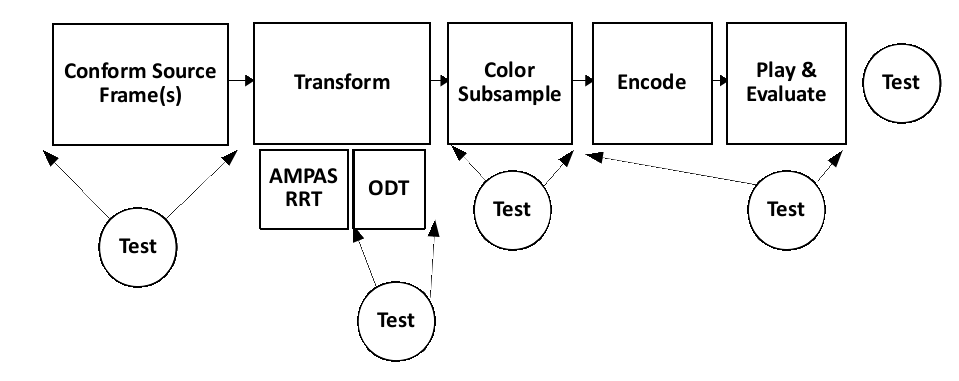 Conform Source
Frame(s)
Transform
Color
Subsample
Encode
Play &
Evaluate
Test
AMPAS
RRT
ODT
Test
Test
Test
Test